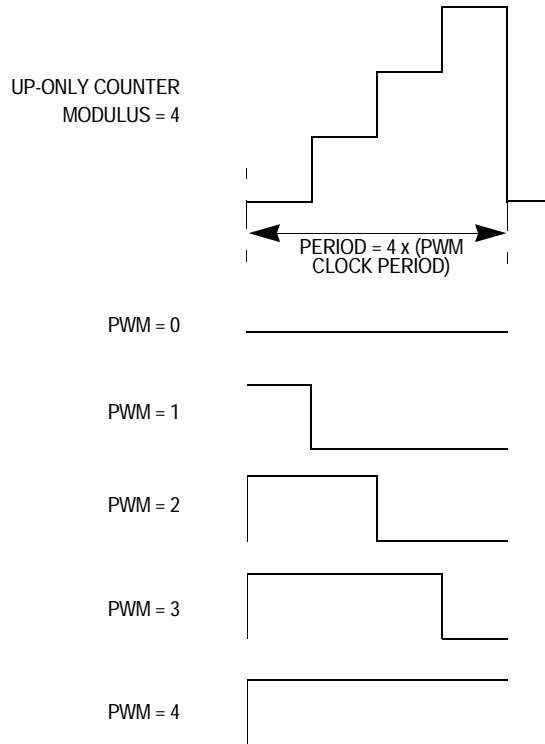 UP-ONLY COUNTER
MODULUS = 4
PERIOD = 4 x (PWM
CLOCK PERIOD)
PWM = 0
PWM = 1
PWM = 2
PWM = 3
PWM = 4